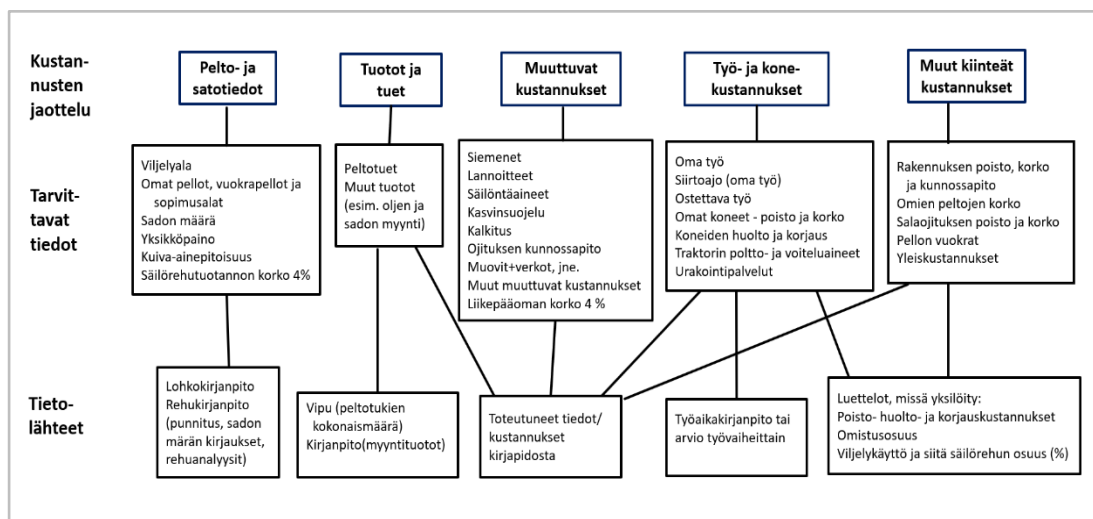 Kustan-
nusten
jaottelu
Pelto- ja
satotiedot
Tuotot ja
tuet
Muuttuvat
kustannukset
Työ- ja kone-
kustannukset
Muut kiinteät
kustannukset
Tarvit-
tavat
tiedot
Viljelyala
Omat pellot, vuokrapellot ja
sopimusalat
Sadon määrä
Yksikköpaino
Kuiva-ainepitoisuus
Säilörehutuotannon korko 4%
Peltotuet
Muut tuotot
(esim. oljen ja
sadon myynti)
Siemenet
Lannoitteet
Säilöntäaineet
Kasvinsuojelu
Kalkitus
Ojituksen kunnossapito
Muovit+verkot, jne.
Muut muuttuvat kustannukset
Liikepääoman korko 4 %
Oma työ
Siirtoajo (oma työ)
Ostettava työ
Omat koneet - poisto ja korko
Koneiden huolto ja korjaus
Traktorin poltto- ja voiteluaineet
Urakointipalvelut
Rakennuksen poisto, korko
ja kunnossapito
Omien peltojen korko
Salaojituksen poisto ja korko
Pellon vuokrat
Yleiskustannukset
Tieto-
lähteet
Lohkokirjanpito
Rehukirjanpito
(punnitus, sadon
märän kirjaukset,
rehuanalyysit)
Vipu (peltotukien
kokonaismäärä)
Kirjanpito(myyntituotot)
Toteutuneet tiedot/
kustannukset
kirjapidosta
Työaikakirjanpito tai
arvio työvaiheittain
Luettelot, missä yksilöity:
Poisto- huolto- ja korjauskustannukset
Omistusosuus
Viljelykäyttö ja siitä säilörehun osuus (%)